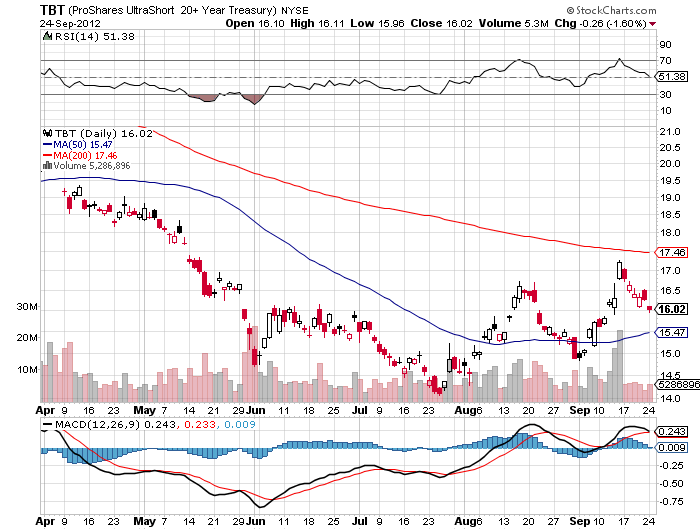 TBT (ProShares UltraShort 20+ Year Treasury) NYSE
© StockCharts.com
24-Sep-2012
Open 16.10 High 16.11 Low 15.96 Close 16.02 Volume 5.3M Chg -0.26 (-1.60%)
RSI(14) 51.38
90
70
51.38
30
10
TBT (Daily) 16.02
MA(50) 15.47
MA(200) 17.46
Volume 5,286,896
21.0
20.5
20.0
19.5
19.0
18.5
18.0
17.46
17.0
16.5
16.02
15.47
15.0
14.5
5286896
14.0
30M
20M
10M
Apr 9 16 23 May 7 14 21 29 Jun 11 18 25 Jul 9 16 23 Aug 6 13 20 27 Sep 10 17 24
MACD(12,26,9) 0.243, 0.233, 0.009
0.243
0.009
-0.25
-0.50
-0.75
Apr 9 16 23 May 7 14 21 29 Jun 11 18 25 Jul 9 16 23 Aug 6 13 20 27 Sep 10 17 24